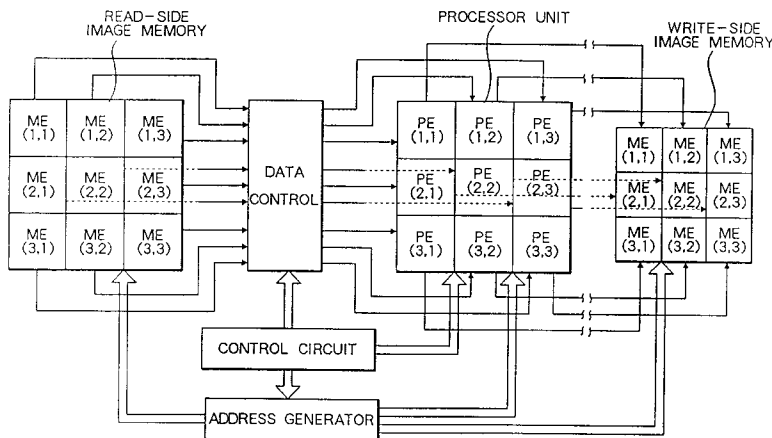 READ-SIDE
IMAGE MEMORY
PROCESSOR UNIT
WRITE-SIDE
IMAGE MEMORY
ME (1,1) ME (1,2) ME (1,3)
ME (2,1) ME (2,2) ME (2,3)
ME (3,1) ME (3,2) ME (3,3)
DATA
CONTROL
PE (1,1) PE (1,2) PE (1,3)
PE (2,1) PE (2,2) PE (2,3)
PE (3,1) PE (3,2) PE (3,3)
ME (1,1) ME (1,2) ME (1,3)
ME (2,1) ME (2,2) ME (2,3)
ME (3,1) ME (3,2) ME (3,3)
CONTROL CIRCUIT
ADDRESS GENERATOR